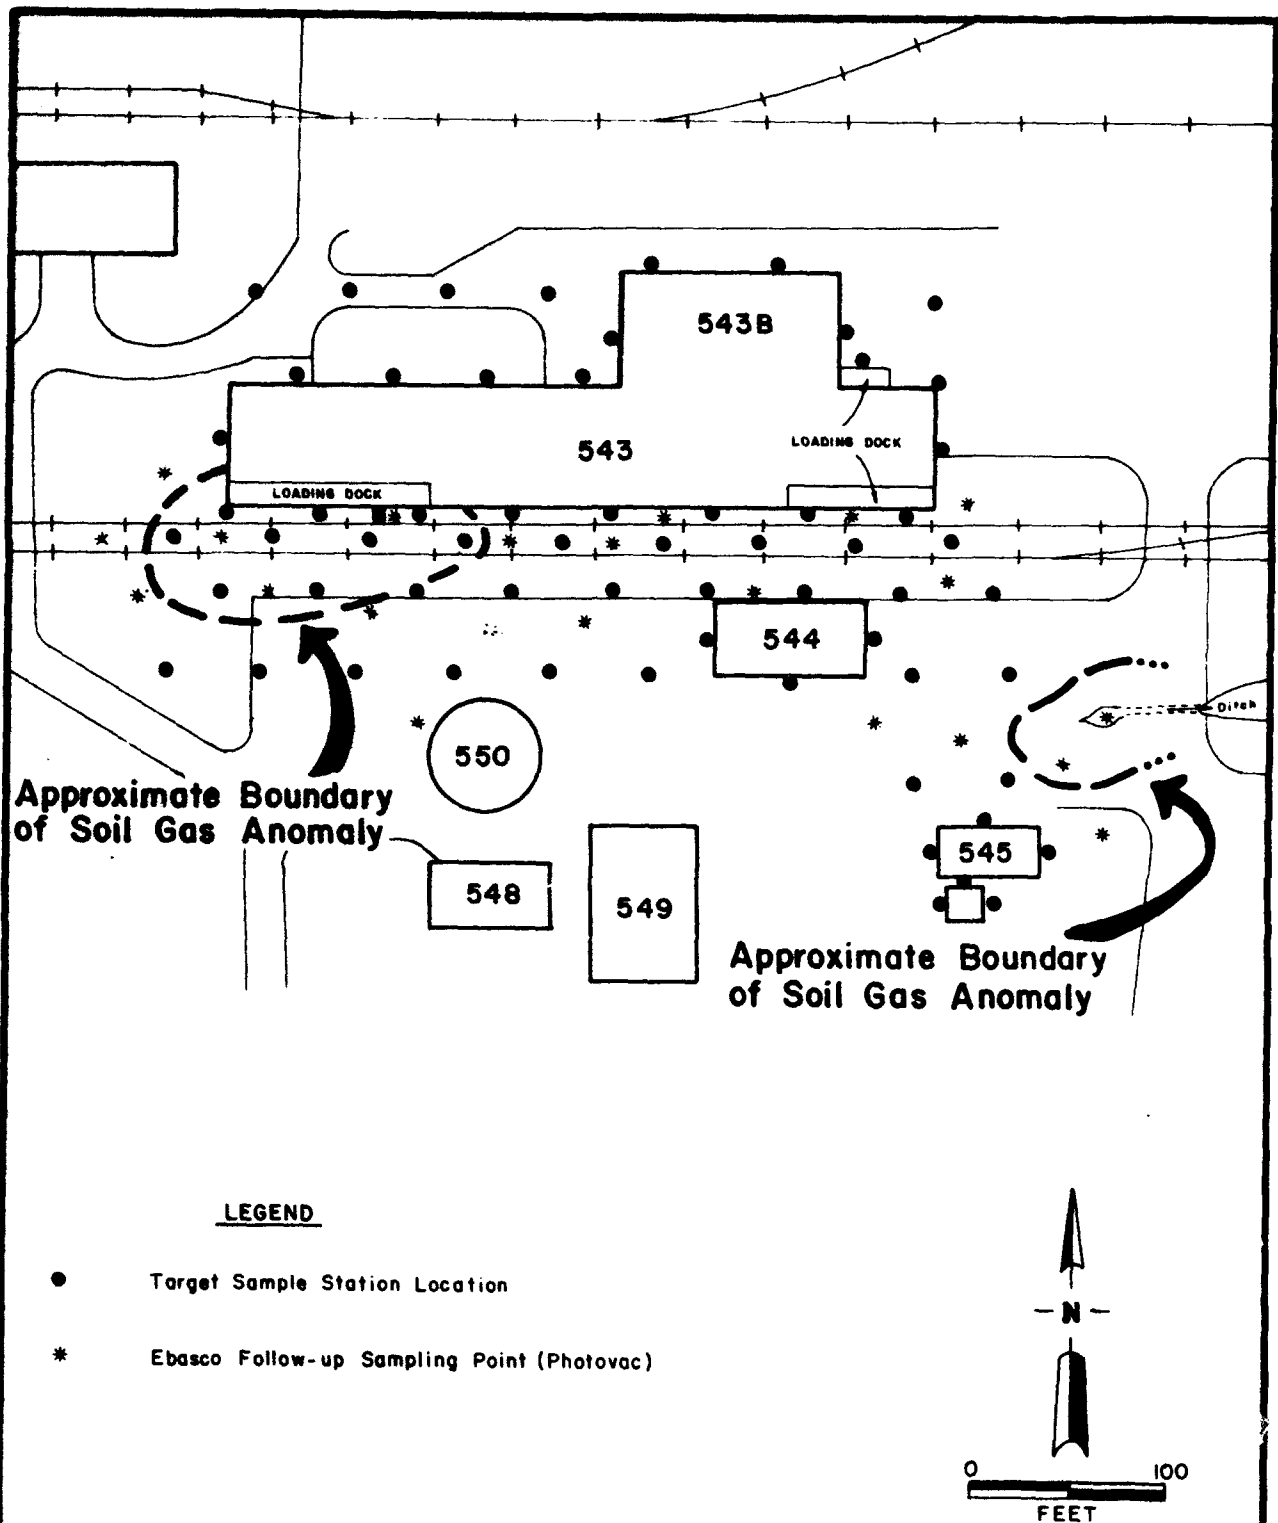 543B
543
LOADING DOCK
LOADING DOCK
544
Ditch
550
Approximate Boundary
of Soil Gas Anomaly
545
548
549
Approximate Boundary
of Soil Gas Anomaly
LEGEND
Target Sample Station Location
Ebasco Follow-up Sampling Point (Photovac)
N
0 100
FEET